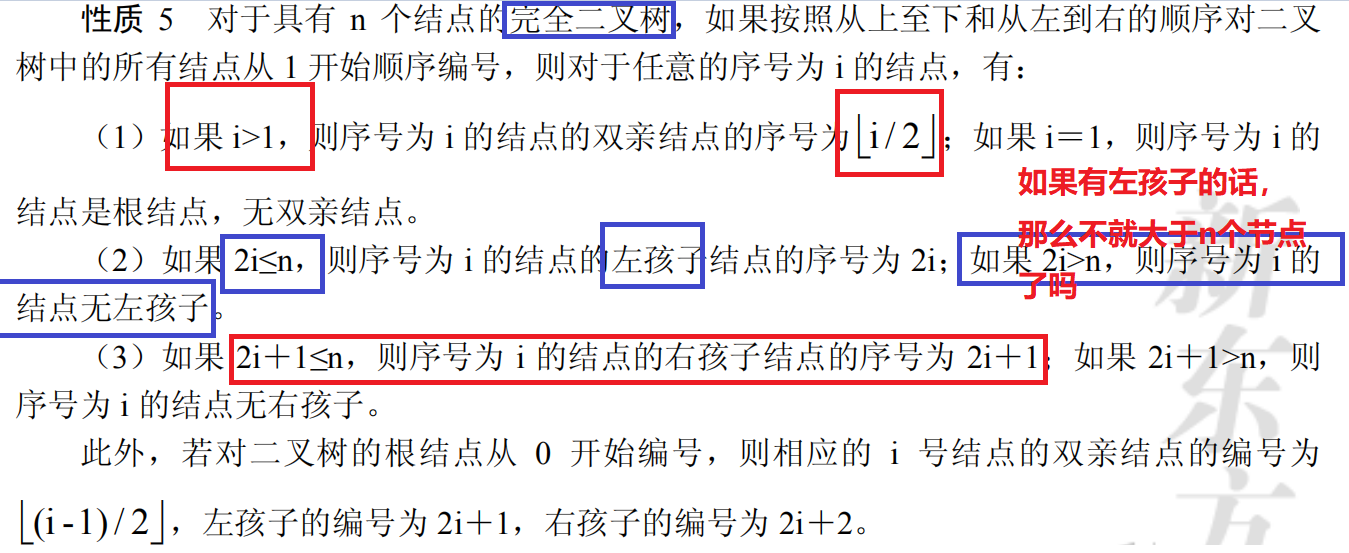 性质 5 对于具有 n 个结点的完全二叉树，如果按照从上至下和从左到右的顺序对二叉
树中的所有结点从 1 开始顺序编号，则对于任意的序号为 i 的结点，有：
（1）如果 i>1，则序号为 i 的结点的双亲结点的序号为⌊i / 2⌋；如果 i＝1，则序号为 i 的
如果有左孩子的话，
结点是根结点，无双亲结点。
那么不就大于n个节点
（2）如果 2i≤n，则序号为 i 的结点的左孩子结点的序号为 2i；如果 2i>n，则序号为 i 的
了吗
结点无左孩子。
（3）如果 2i＋1≤n，则序号为 i 的结点的右孩子结点的序号为 2i＋1；如果 2i＋1>n，则
序号为 i 的结点无右孩子。
此外，若对二叉树的根结点从 0 开始编号，则相应的 i 号结点的双亲结点的编号为
⌊(i - 1) / 2⌋，左孩子的编号为 2i＋1，右孩子的编号为 2i＋2。
新东方